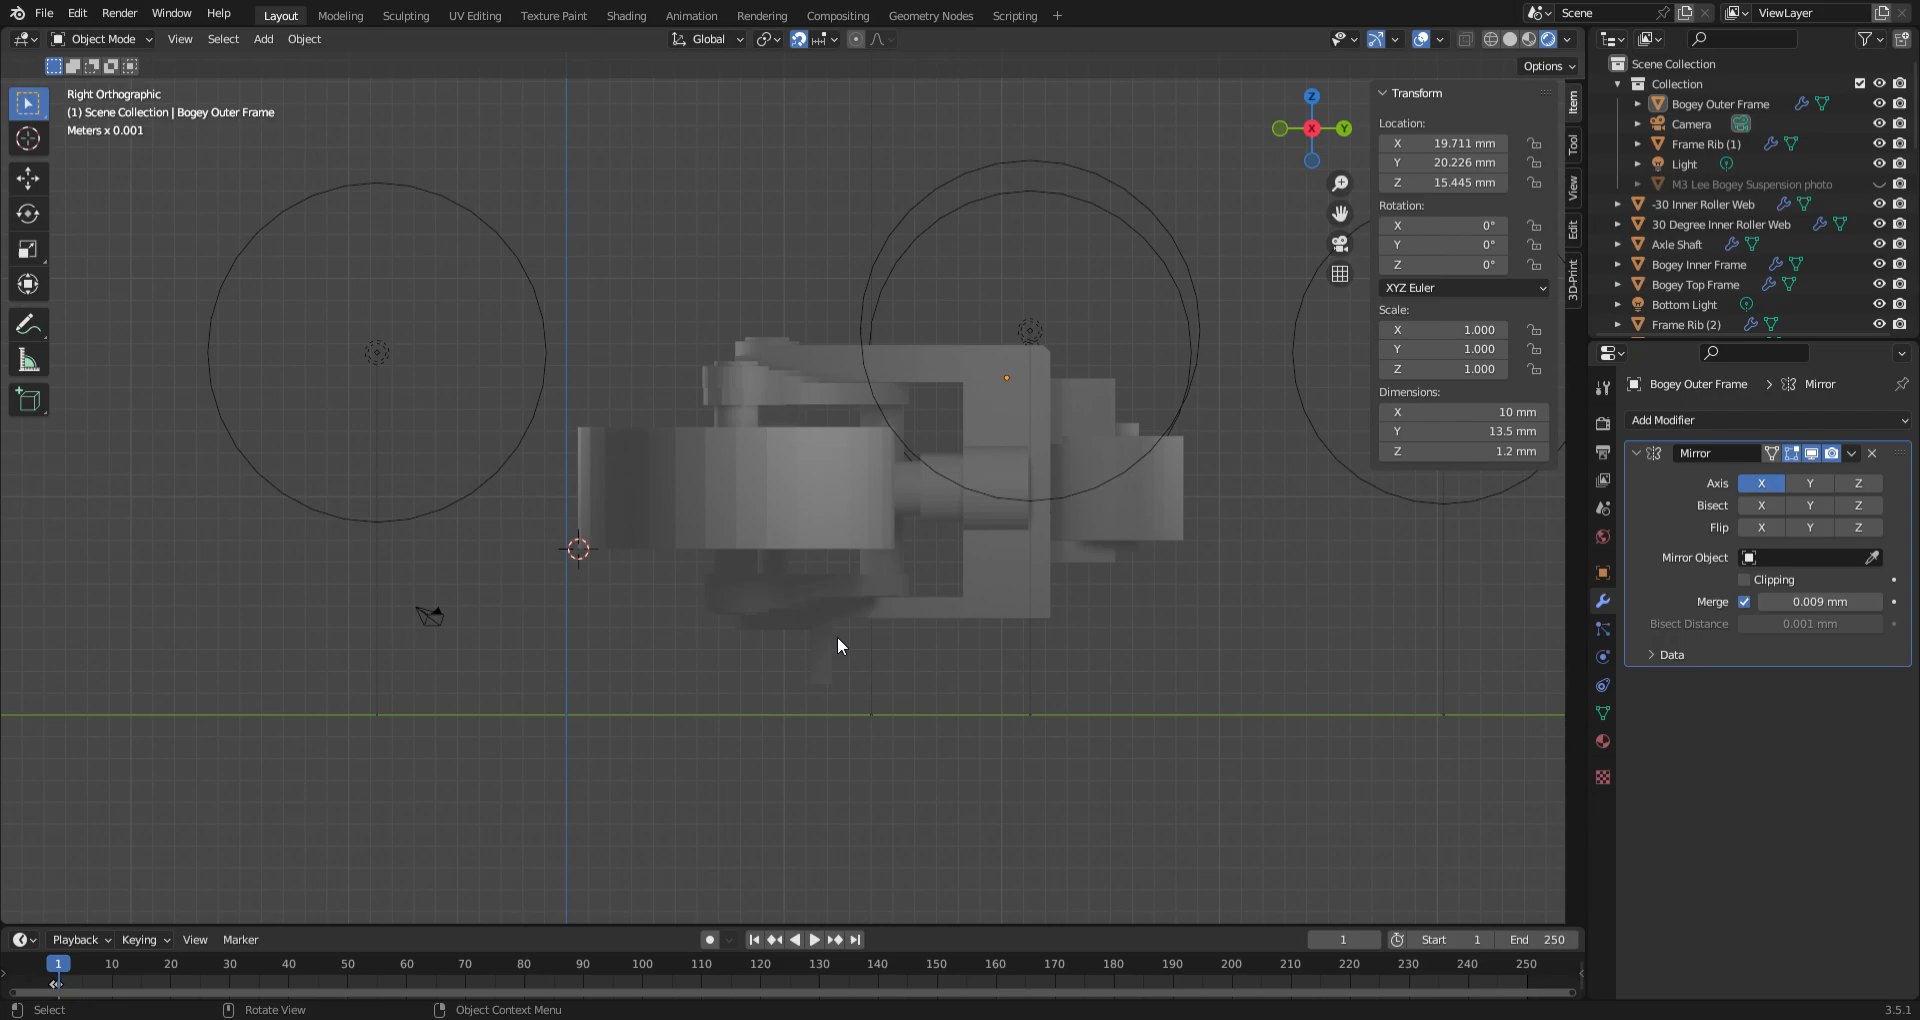 File Edit Render Window Help Layout Modeling Sculpting UV Editing Texture Paint Shading Animation Rendering Compositing Geometry Nodes Scripting + Scene ViewLayer
Object Mode View Select Add Object Global
Options
Right Orthographic
(1) Scene Collection | Bogey Outer Frame
Meters x 0.001
Z
X
Y
Transform
Location:
X 19.711 mm
Y 20.226 mm
Z 15.445 mm
Rotation:
X 0°
Y 0°
Z 0°
XYZ Euler
Scale:
X 1.000
Y 1.000
Z 1.000
Dimensions:
X 10 mm
Y 13.5 mm
Z 1.2 mm
Item
Tool
View
Edit
3D-Print
Scene Collection
Collection
Bogey Outer Frame
Camera
Frame Rib (1)
Light
M3 Lee Bogey Suspension photo
-30 Inner Roller Web
30 Degree Inner Roller Web
Axle Shaft
Bogey Inner Frame
Bogey Top Frame
Bottom Light
Frame Rib (2)
Bogey Outer Frame > Mirror
Add Modifier
Mirror
Axis X Y Z
Bisect X Y Z
Flip X Y Z
Mirror Object
Clipping
Merge 0.009 mm
Bisect Distance 0.001 mm
Data
Playback Keying View Marker 1 Start 1 End 250
1 10 20 30 40 50 60 70 80 90 100 110 120 130 140 150 160 170 180 190 200 210 220 230 240 250
Select Rotate View Object Context Menu 3.5.1